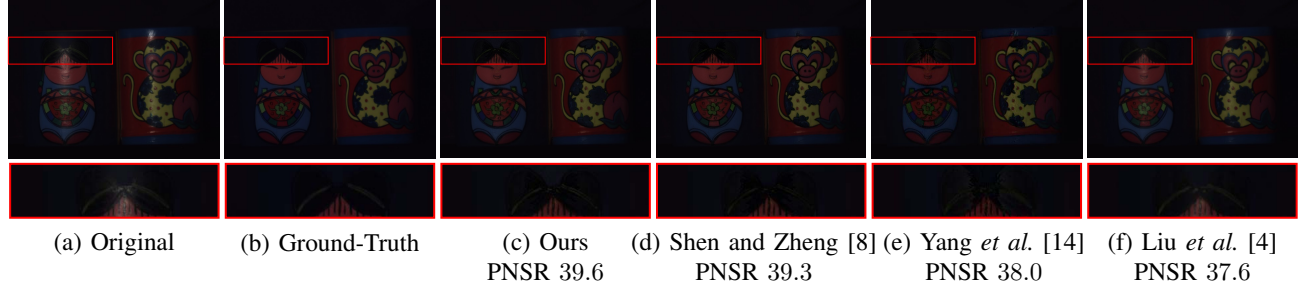 (a) Original
(b) Ground-Truth
(c) Ours
PNSR 39.6
(d) Shen and Zheng [8]
PNSR 39.3
(e) Yang et al. [14]
PNSR 38.0
(f) Liu et al. [4]
PNSR 37.6